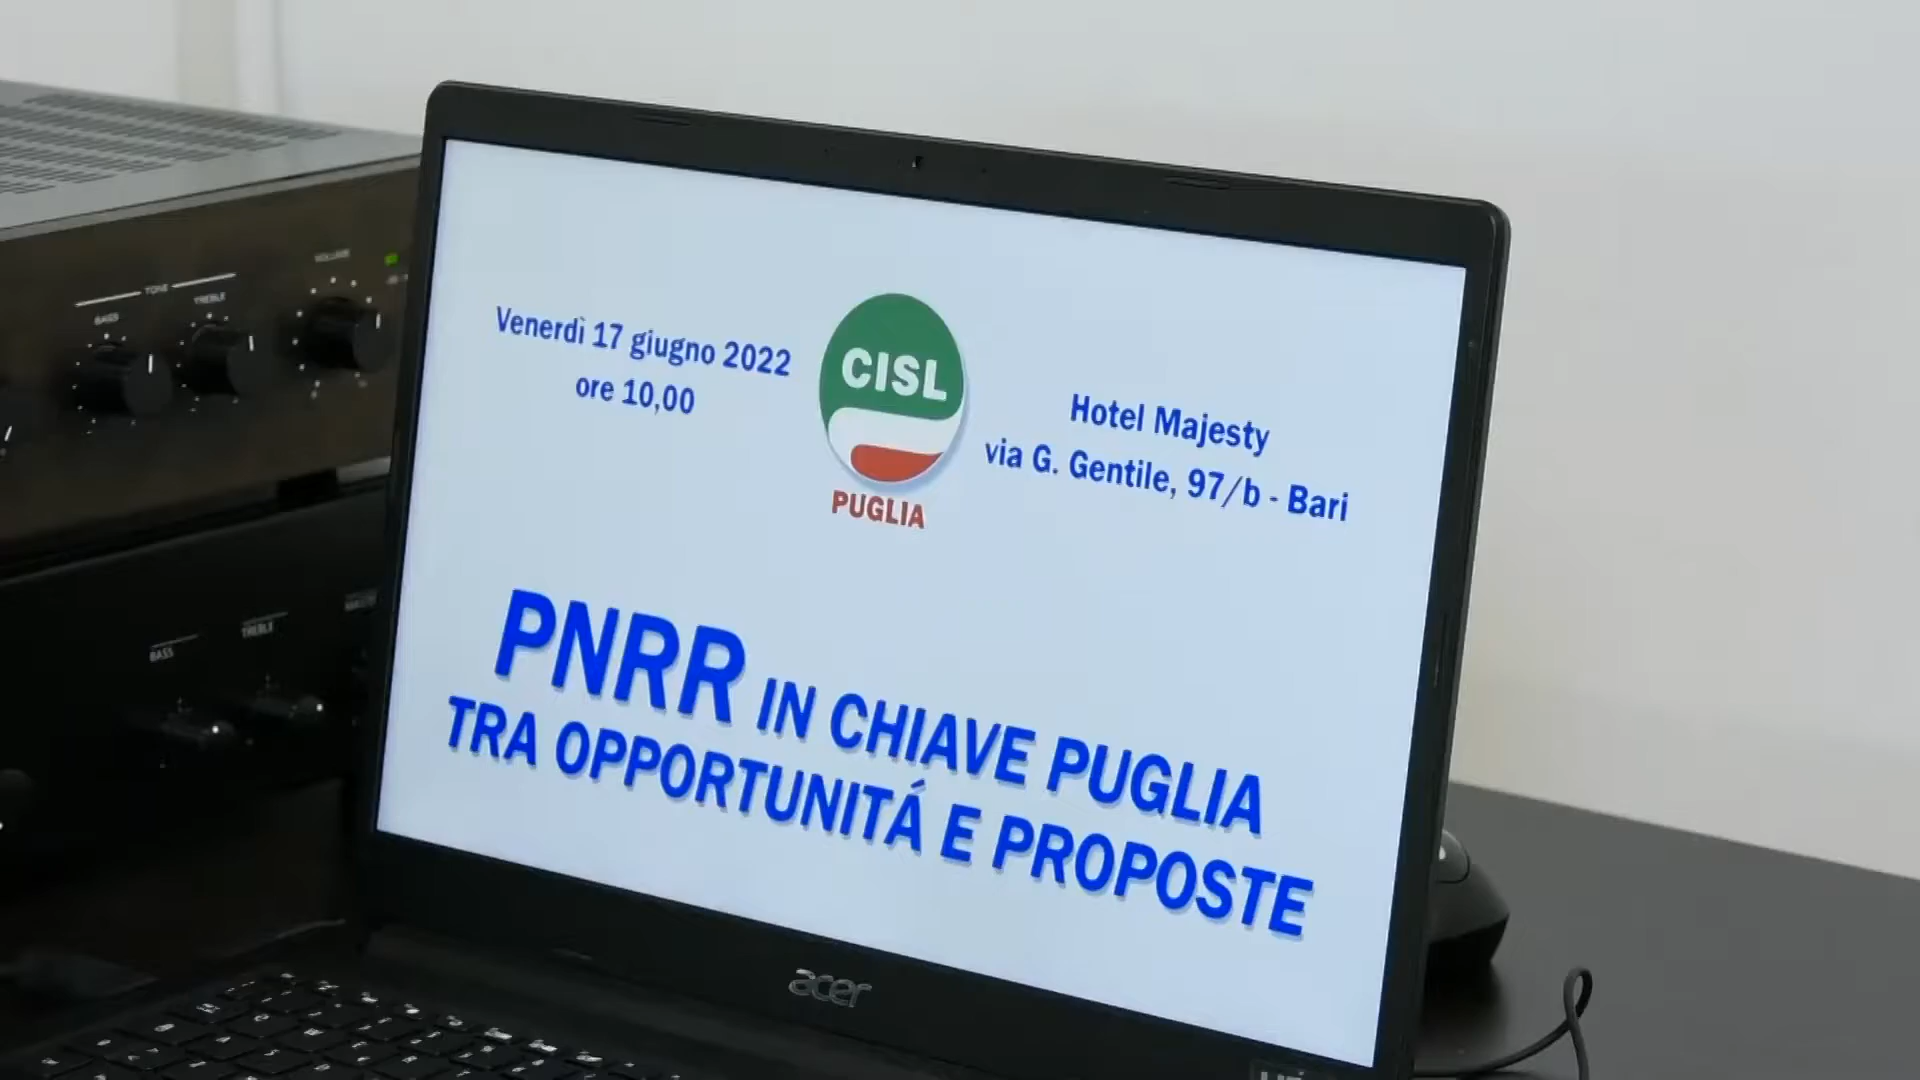 Venerdì 17 giugno 2022
ore 10,00
CISL
PUGLIA
Hotel Majesty
via G. Gentile, 97/b - Bari
PNRR IN CHIAVE PUGLIA
TRA OPPORTUNITÁ E PROPOSTE
acer
TONE
BASS
TREBLE
VOLUME
BASS
TREBLE